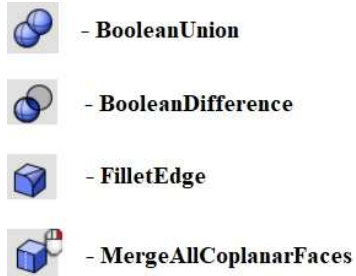 - BooleanUnion
- BooleanDifference
- FilletEdge
- MergeAllCoplanarFaces